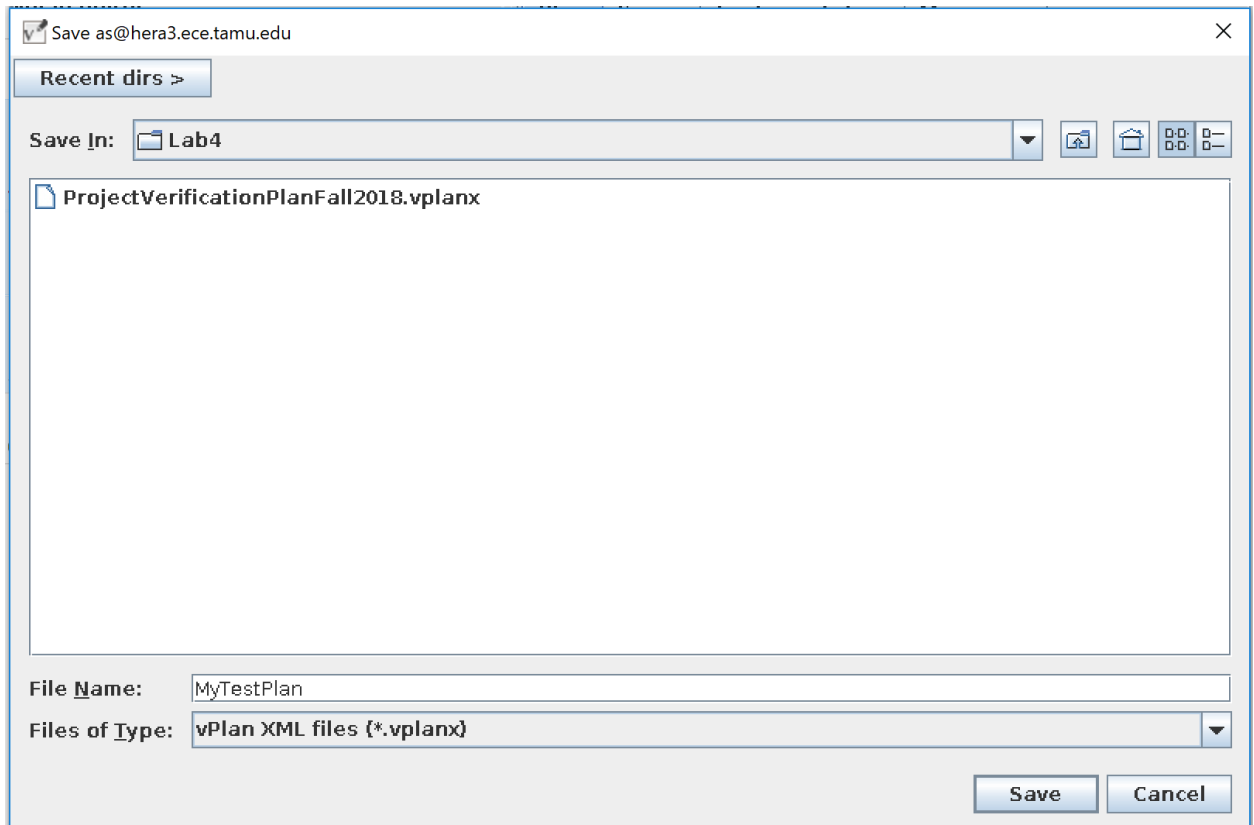 Save as@hera3.ece.tamu.edu
Recent dirs >
Save In: Lab4
ProjectVerificationPlanFall2018.vplanx
File Name: MyTestPlan
Files of Type: vPlan XML files (*.vplanx)
Save Cancel